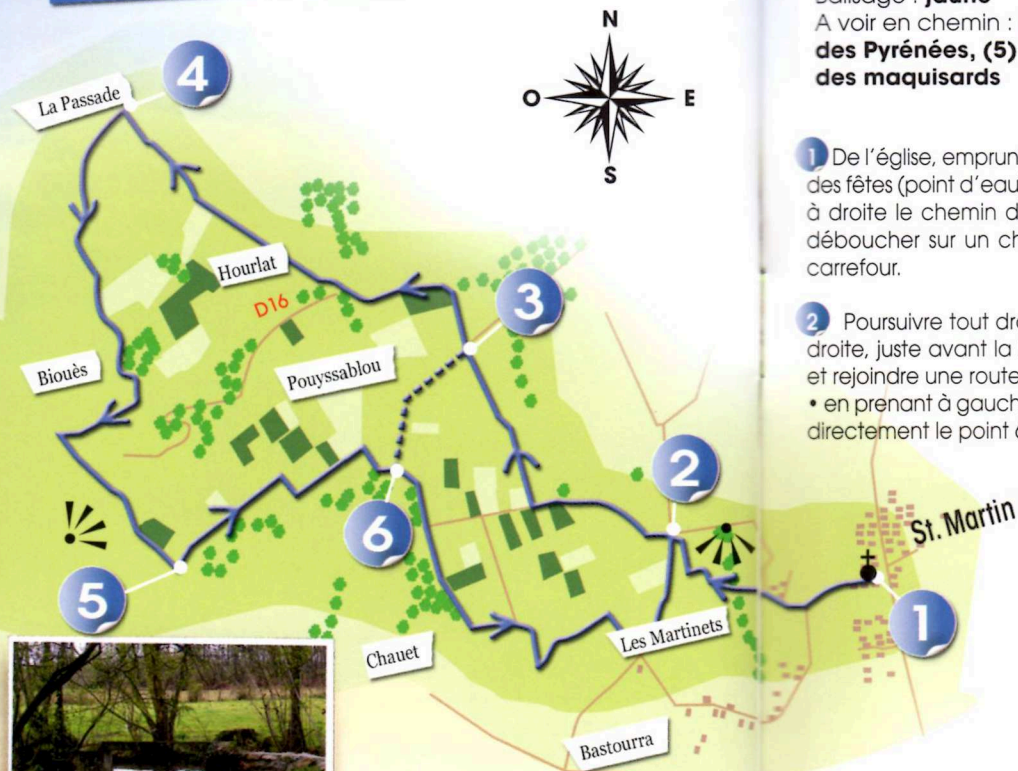 Balisage : jaune
A voir en chemin :
des Pyrénées, (5)
des maquisards
1 De l'église, emprun
des fêtes (point d'eau
à droite le chemin d
déboucher sur un ch
carrefour.
2 Poursuivre tout dro
droite, juste avant la
et rejoindre une route
• en prenant à gauch
directement le point
N
O
E
S
4
La Passade
Hourlat
D16
3
Biouès
Pouyssablou
2
6
St. Martin
5
1
Les Martinets
Chauet
Bastourra